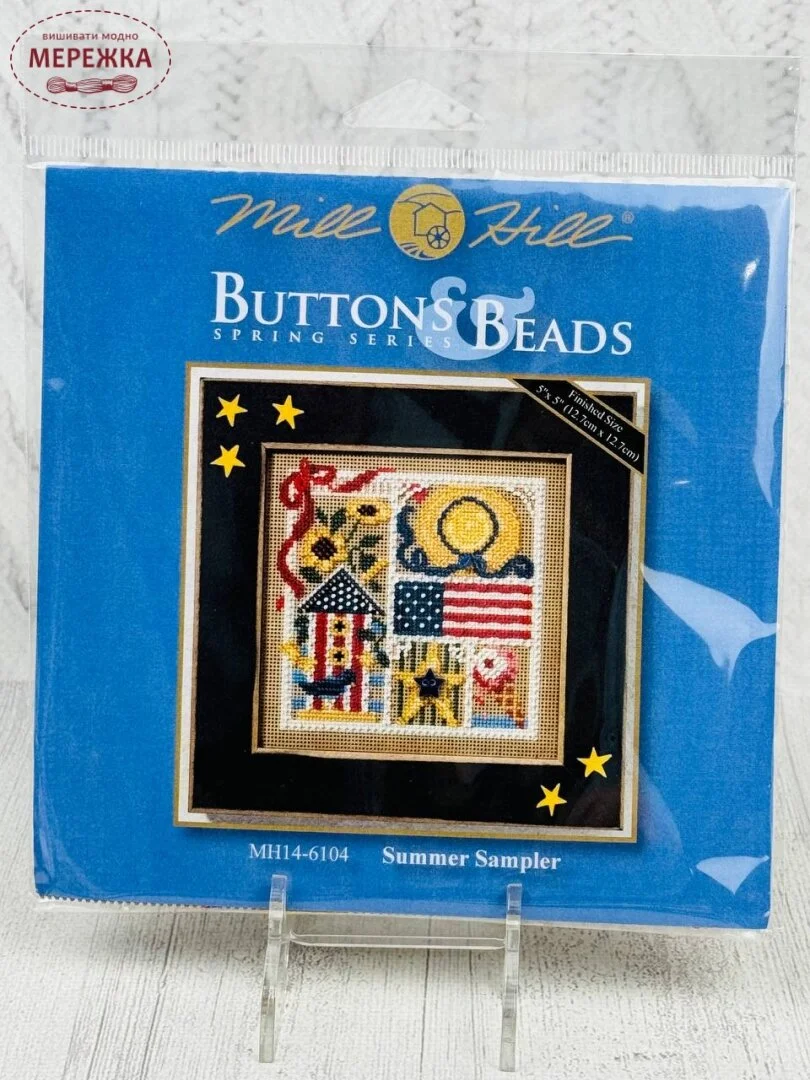 вишивати модно
МЕРЕЖКА
Mill Hill®
BUTTONS & BEADS
SPRING SERIES
Finished Size
5"x 5" (12.7cm x 12.7cm)
MH14-6104 Summer Sampler